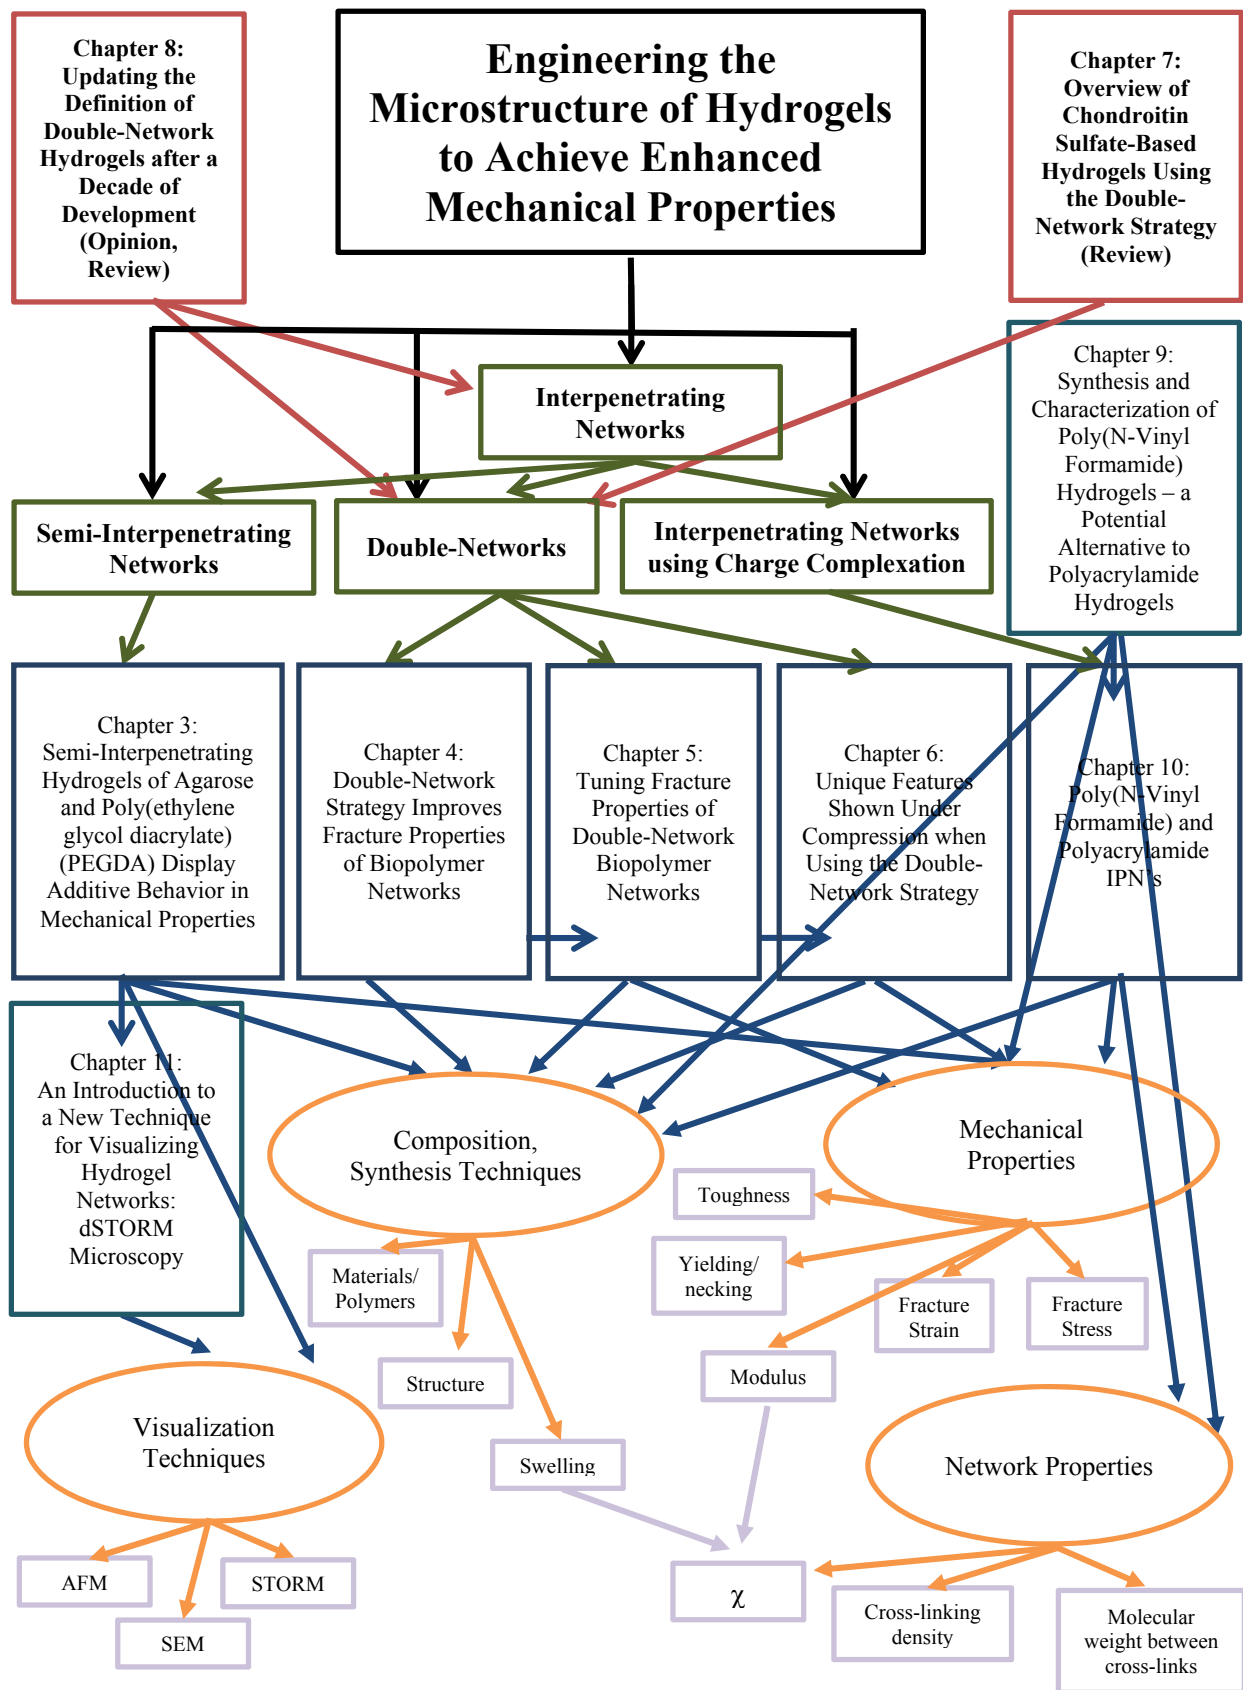 Chapter 8:
Updating the
Definition of
Double-Network
Hydrogels after a
Decade of
Development
(Opinion,
Review)
Engineering the
Microstructure of Hydrogels
to Achieve Enhanced
Mechanical Properties
Chapter 7:
Overview of
Chondroitin
Sulfate-Based
Hydrogels Using
the Double-
Network Strategy
(Review)
Interpenetrating
Networks
Chapter 9:
Synthesis and
Characterization of
Poly(N-Vinyl
Formamide)
Hydrogels – a
Potential
Alternative to
Polyacrylamide
Hydrogels
Semi-Interpenetrating
Networks
Double-Networks
Interpenetrating Networks
using Charge Complexation
Chapter 3:
Semi-Interpenetrating
Hydrogels of Agarose
and Poly(ethylene
glycol diacrylate)
(PEGDA) Display
Additive Behavior in
Mechanical Properties
Chapter 4:
Double-Network
Strategy Improves
Fracture Properties
of Biopolymer
Networks
Chapter 5:
Tuning Fracture
Properties of
Double-Network
Biopolymer
Networks
Chapter 6:
Unique Features
Shown Under
Compression when
Using the Double-
Network Strategy
Chapter 10:
Poly(N-Vinyl
Formamide) and
Polyacrylamide
IPN's
Chapter 11:
An Introduction to
a New Technique
for Visualizing
Hydrogel
Networks:
dSTORM
Microscopy
Composition,
Synthesis Techniques
Mechanical
Properties
Toughness
Yielding/
necking
Materials/
Polymers
Fracture
Strain
Fracture
Stress
Structure
Modulus
Visualization
Techniques
Swelling
Network Properties
AFM
STORM
SEM
χ
Cross-linking
density
Molecular
weight between
cross-links